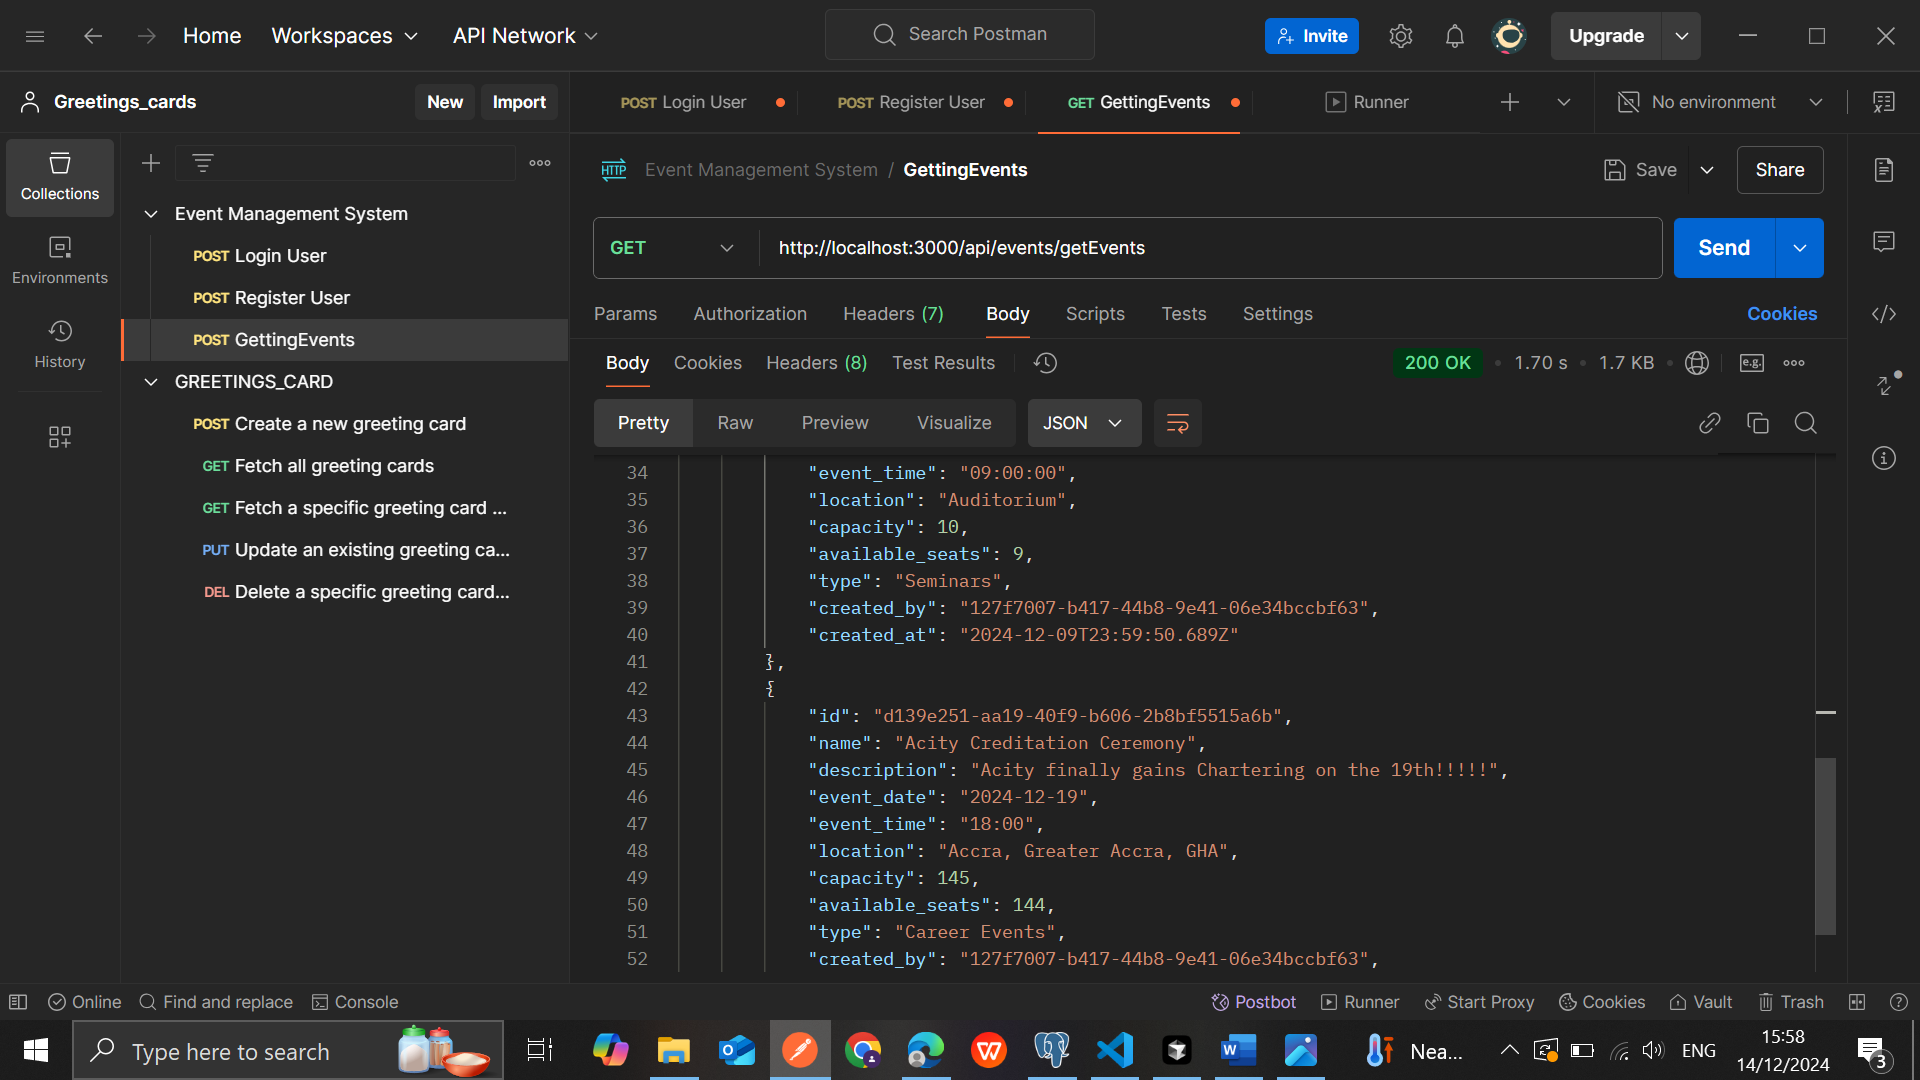 Home Workspaces API Network Search Postman Invite Upgrade
Greetings_cards New Import POST Login User POST Register User GET GettingEvents Runner No environment
HTTP Event Management System / GettingEvents Save Share
Collections
Environments
History
Event Management System
POST Login User
POST Register User
POST GettingEvents
GREETINGS_CARD
POST Create a new greeting card
GET Fetch all greeting cards
GET Fetch a specific greeting card ...
PUT Update an existing greeting ca...
DEL Delete a specific greeting card...
GET http://localhost:3000/api/events/getEvents Send
Params Authorization Headers (7) Body Scripts Tests Settings Cookies
Body Cookies Headers (8) Test Results 200 OK 1.70 s 1.7 KB e.g.
Pretty Raw Preview Visualize JSON
34 "event_time": "09:00:00",
35 "location": "Auditorium",
36 "capacity": 10,
37 "available_seats": 9,
38 "type": "Seminars",
39 "created_by": "127f7007-b417-44b8-9e41-06e34bccbf63",
40 "created_at": "2024-12-09T23:59:50.689Z"
41 },
42 {
43 "id": "d139e251-aa19-40f9-b606-2b8bf5515a6b",
44 "name": "Acity Creditation Ceremony",
45 "description": "Acity finally gains Chartering on the 19th!!!!!",
46 "event_date": "2024-12-19",
47 "event_time": "18:00",
48 "location": "Accra, Greater Accra, GHA",
49 "capacity": 145,
50 "available_seats": 144,
51 "type": "Career Events",
52 "created_by": "127f7007-b417-44b8-9e41-06e34bccbf63",
Online Find and replace Console Postbot Runner Start Proxy Cookies Vault Trash
Type here to search Nea... ENG 15:58
14/12/2024 3